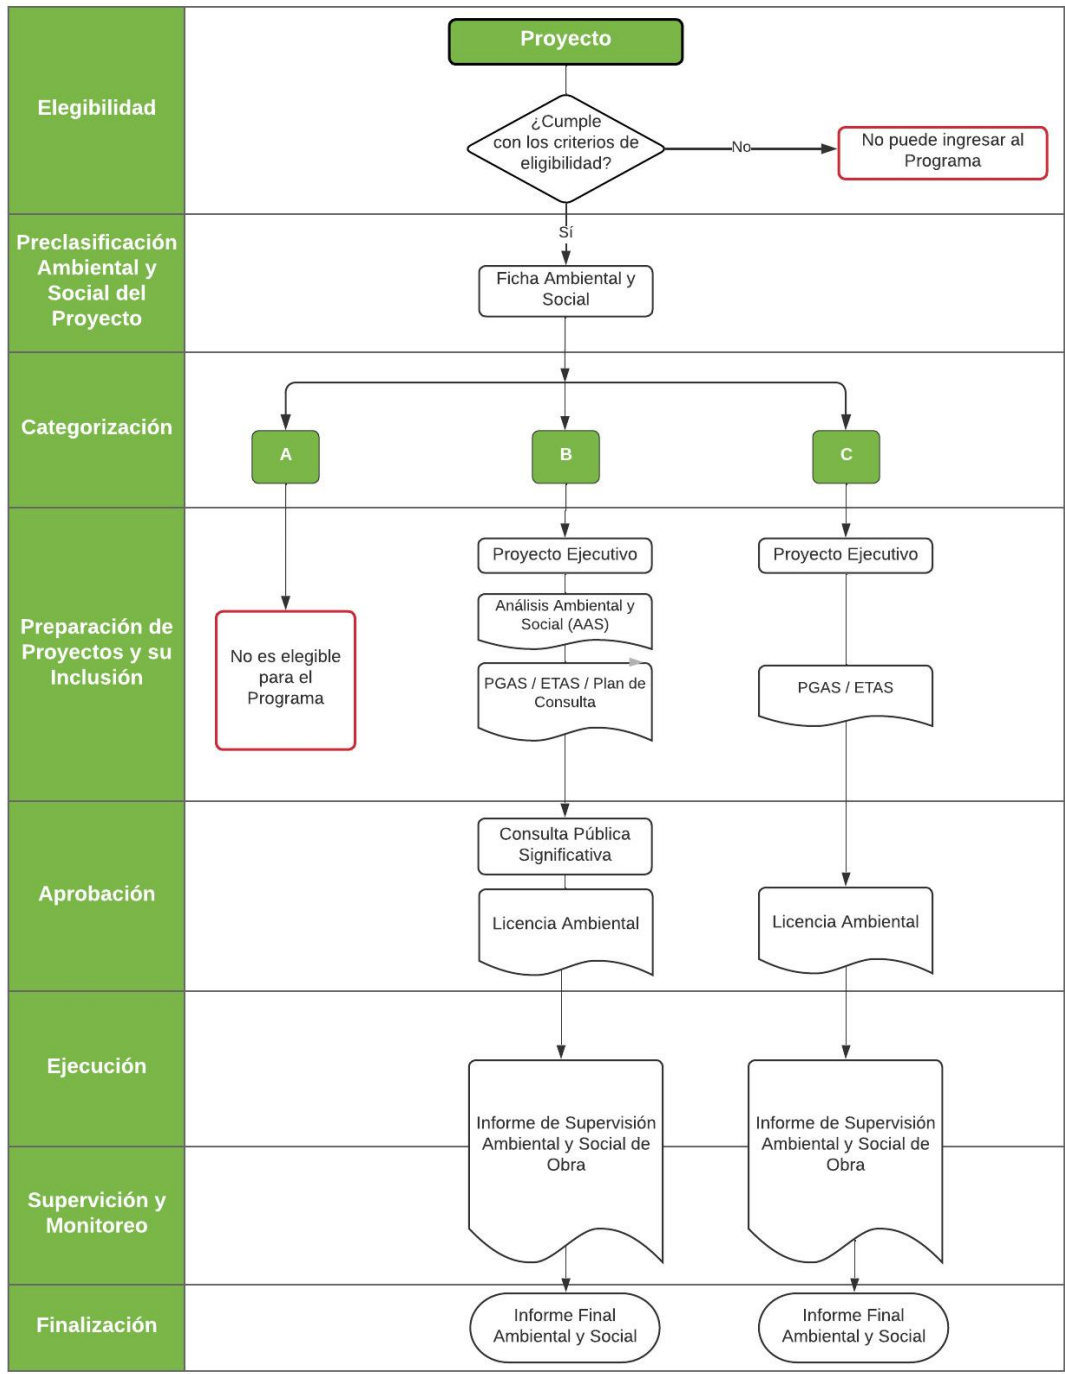 Proyecto
Elegibilidad
¿Cumple
con los criterios de
eligibilidad?
No
No puede ingresar al
Programa
Preclasificación
Ambiental y
Social del
Proyecto
Sí
Ficha Ambiental y
Social
Categorización
A
B
C
Preparación de
Proyectos y su
Inclusión
No es elegible
para el
Programa
Proyecto Ejecutivo
Análisis Ambiental y
Social (AAS)
PGAS / ETAS / Plan de
Consulta
Proyecto Ejecutivo
PGAS / ETAS
Aprobación
Consulta Pública
Significativa
Licencia Ambiental
Licencia Ambiental
Ejecución
Informe de Supervisión
Ambiental y Social de
Obra
Informe de Supervisión
Ambiental y Social de
Obra
Supervición y
Monitoreo
Finalización
Informe Final
Ambiental y Social
Informe Final
Ambiental y Social